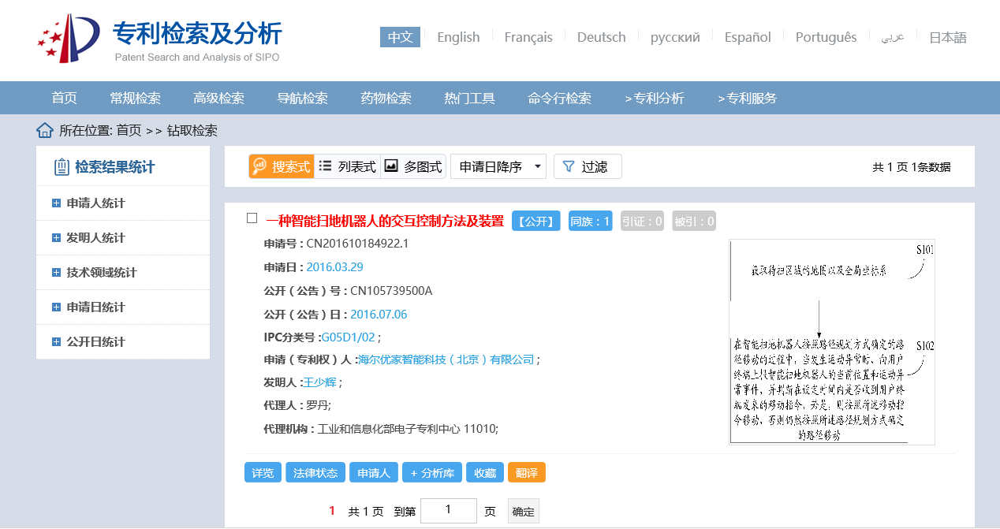 专利检索及分析
Patent Search and Analysis of SIPO
中文 English Français Deutsch русский Español Português عربي 日本語
首页 常规检索 高级检索 导航检索 药物检索 热门工具 命令行检索 >专利分析 >专利服务
所在位置: 首页 >> 钻取检索
检索结果统计
申请人统计
发明人统计
技术领域统计
申请日统计
公开日统计
搜索式 列表式 多图式 申请日降序 过滤 共 1 页 1条数据
一种智能扫地机器人的交互控制方法及装置 【公开】 同族：1 引证：0 被引：0
申请号 : CN201610184922.1
申请日 : 2016.03.29
公开（公告）号 : CN105739500A
公开（公告）日 : 2016.07.06
IPC分类号 :G05D1/02 ;
申请（专利权）人 :海尔优家智能科技（北京）有限公司 ;
发明人 :王少辉 ;
代理人 : 罗丹;
代理机构 : 工业和信息化部电子专利中心 11010;
S101
获取待扫区域的地图以及全局坐标系
S102
在智能扫地机器人按照路径规划方式确定的路
径移动的过程中，当发生运动异常时、向用户
终端上报智能扫地机器人的当前位置和运动异
常事件，并判断在设定时间内是否收到用户终
端发来的移动指令，若是，则按照所述移动指
令移动、否则仍然按照所述路径规划方式确定
的路径移动
详览 法律状态 申请人 + 分析库 收藏 翻译
1 共 1 页 到第 1 页 确定